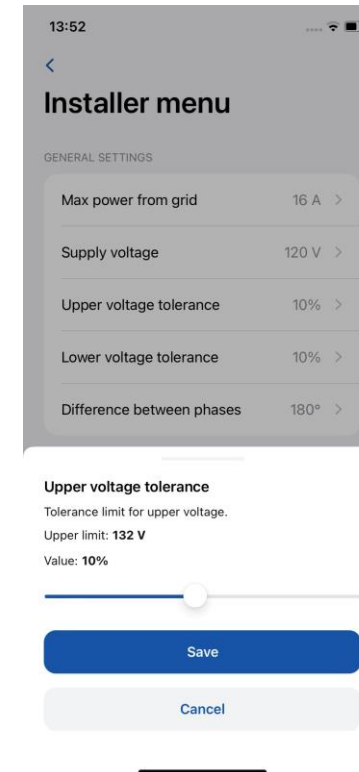 13:52
Installer menu
GENERAL SETTINGS
Max power from grid 16 A
Supply voltage 120 V
Upper voltage tolerance 10%
Lower voltage tolerance 10%
Difference between phases 180°
Upper voltage tolerance
Tolerance limit for upper voltage.
Upper limit: 132 V
Value: 10%
Save
Cancel